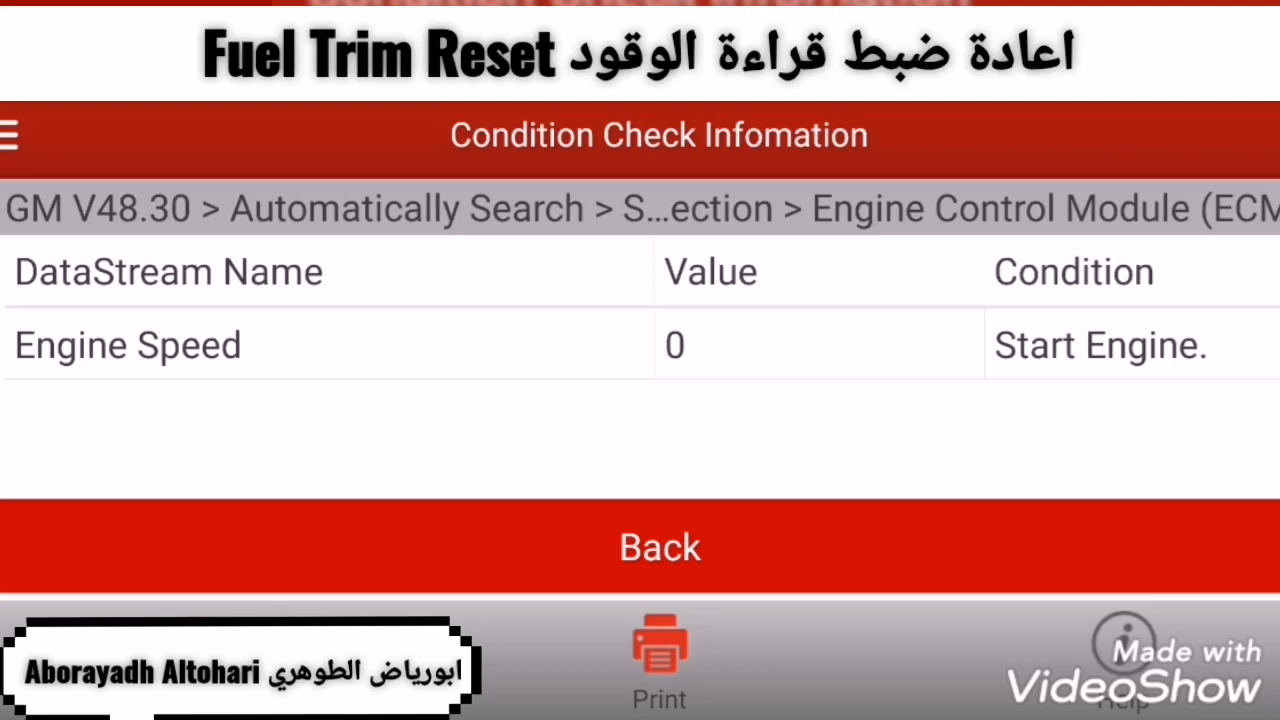 Fuel Trim Reset اعادة ضبط قراءة الوقود
Condition Check Infomation
GM V48.30 > Automatically Search > S...ection > Engine Control Module (ECM
DataStream Name Value Condition
Engine Speed 0 Start Engine.
Back
Aborayadh Altohari ابورياض الطوهري
Print
Help
Made with
VideoShow